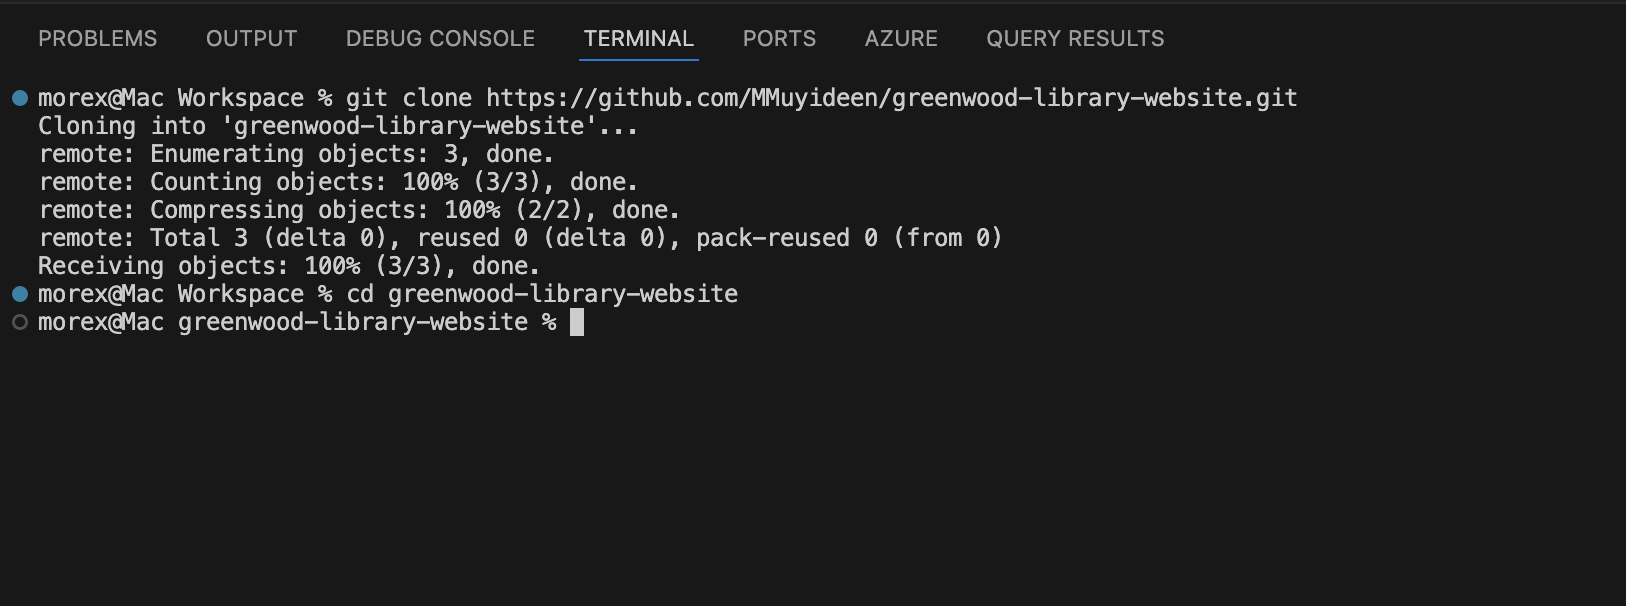 PROBLEMS OUTPUT DEBUG CONSOLE TERMINAL PORTS AZURE QUERY RESULTS
morex@Mac Workspace % git clone https://github.com/MMuyideen/greenwood-library-website.git
Cloning into 'greenwood-library-website'...
remote: Enumerating objects: 3, done.
remote: Counting objects: 100% (3/3), done.
remote: Compressing objects: 100% (2/2), done.
remote: Total 3 (delta 0), reused 0 (delta 0), pack-reused 0 (from 0)
Receiving objects: 100% (3/3), done.
morex@Mac Workspace % cd greenwood-library-website
morex@Mac greenwood-library-website %